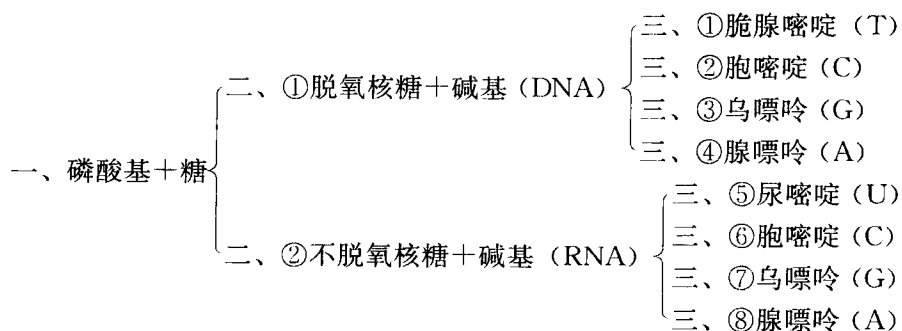 三、①脆腺嘧啶（T）
二、①脱氧核糖＋碱基（DNA）
三、②胞嘧啶（C）
三、③乌嘌呤（G）
三、④腺嘌呤（A）
一、磷酸基＋糖
三、⑤尿嘧啶（U）
二、②不脱氧核糖＋碱基（RNA）
三、⑥胞嘧啶（C）
三、⑦乌嘌呤（G）
三、⑧腺嘌呤（A）